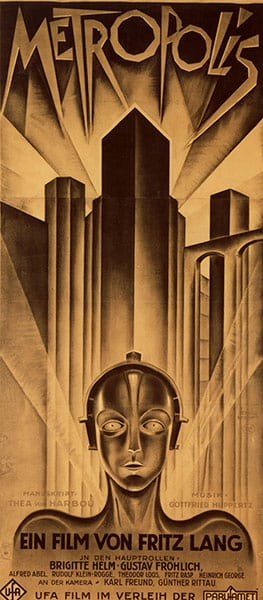 METROPOLIS
MANUSKRIPT: MUSIK:
THEA VON HARBOU GOTTFRIED HUPPERTZ
EIN FILM VON FRITZ LANG
IN DEN HAUPTROLLEN:
BRIGITTE HELM · GUSTAV FRÖHLICH,
ALFRED ABEL, RUDOLF KLEIN-ROGGE, THEODOR LOOS, FRITZ RASP, HEINRICH GEORGE.
AN DER KAMERA: KARL FREUND, GÜNTHER RITTAU
UFA
UFA FILM IM VERLEIH DER PARUFAMET